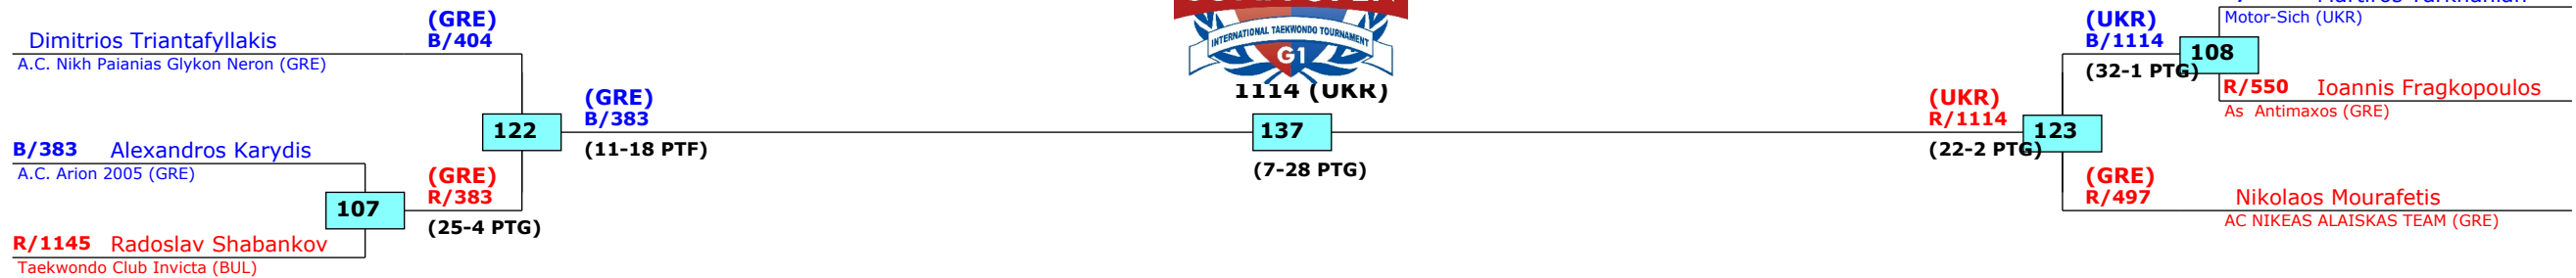 (GRE)
B/404
Dimitrios Triantafyllakis
A.C. Nikh Paianias Glykon Neron (GRE)
122
(GRE)
B/383
(11-18 PTF)
B/383 Alexandros Karydis
A.C. Arion 2005 (GRE)
107
(GRE)
R/383
(25-4 PTG)
R/1145 Radoslav Shabankov
Taekwondo Club Invicta (BUL)
INTERNATIONAL TAEKWONDO TOURNAMENT
G1
1114 (UKR)
137
(7-28 PTG)
Motor-Sich (UKR)
(UKR)
B/1114
(32-1 PTG)
108
R/550 Ioannis Fragkopoulos
As Antimaxos (GRE)
(UKR)
R/1114
(22-2 PTG)
123
(GRE)
R/497
Nikolaos Mourafetis
AC NIKEAS ALAISKAS TEAM (GRE)